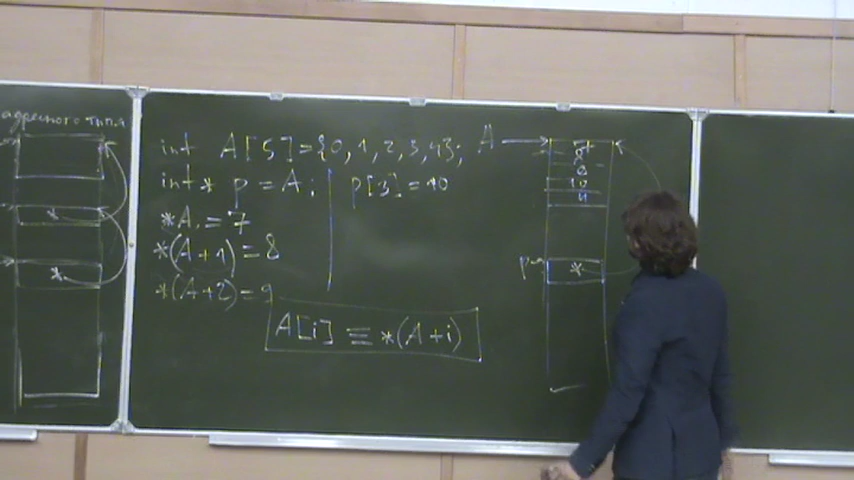 адресного типа
int A[5]={0,1,2,3,4}; A
int* p = A; p[3]=10
*A = 7
*(A+1)=8
*(A+2)=9
A[i] ≡ *(A+i)
7
8
9
10
4
p
*
*
*